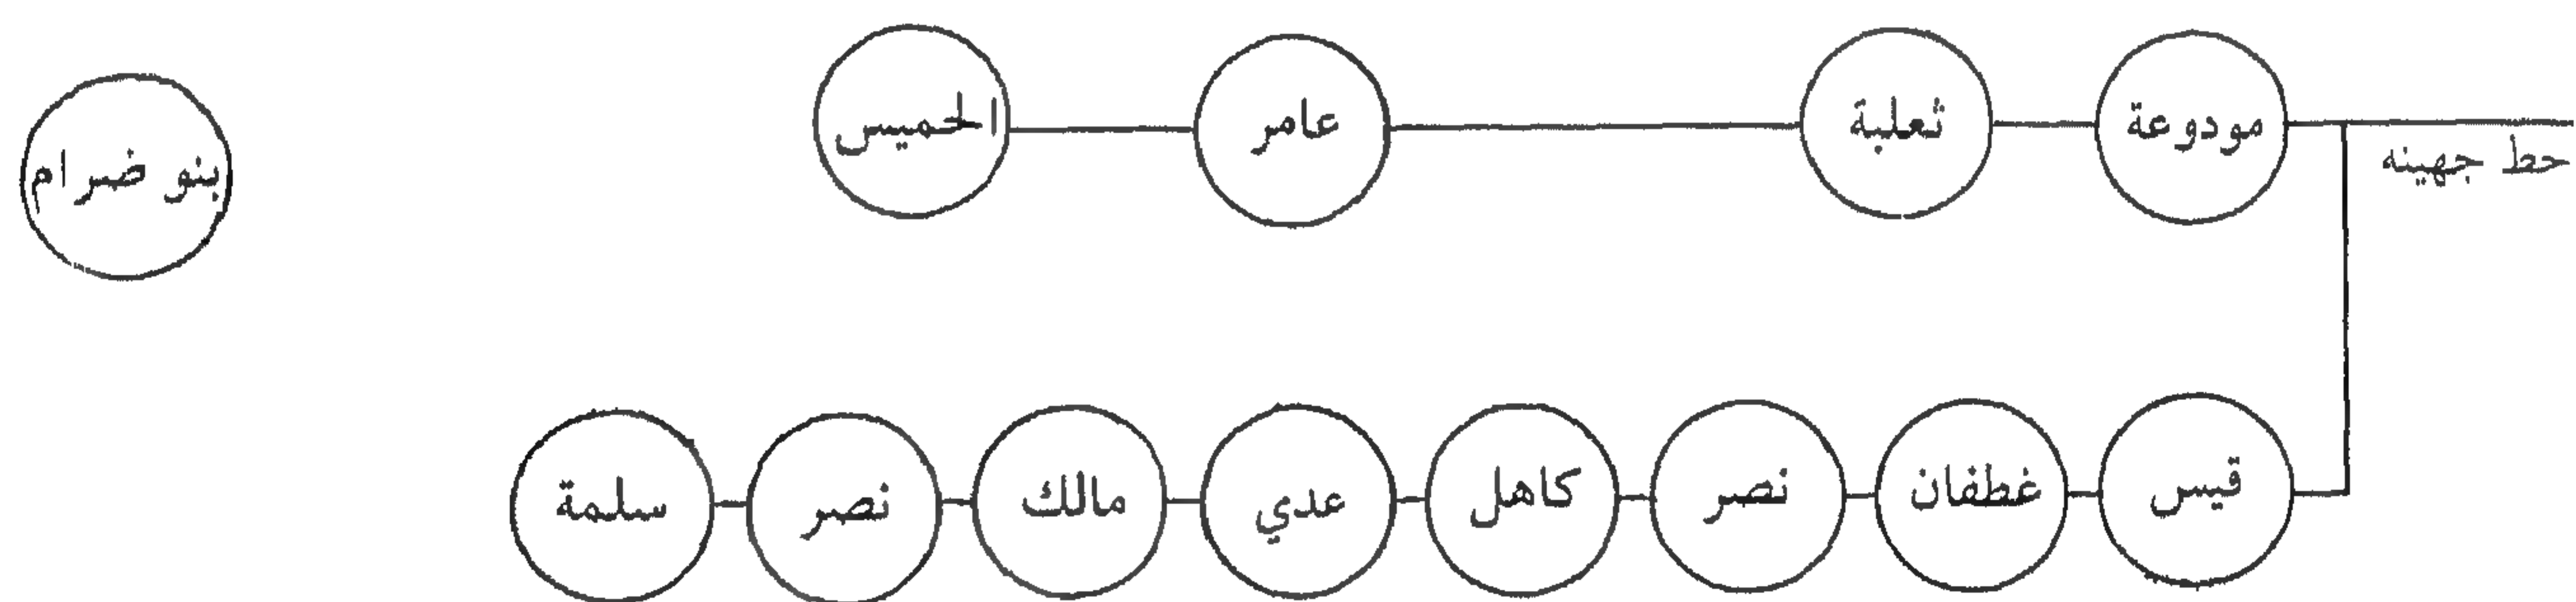 مودوعة ثعلبة عامر الحميس بنو ضرام
حط جهينه
قيس غطفان نصر كاهل عدي مالك نصر سلمة